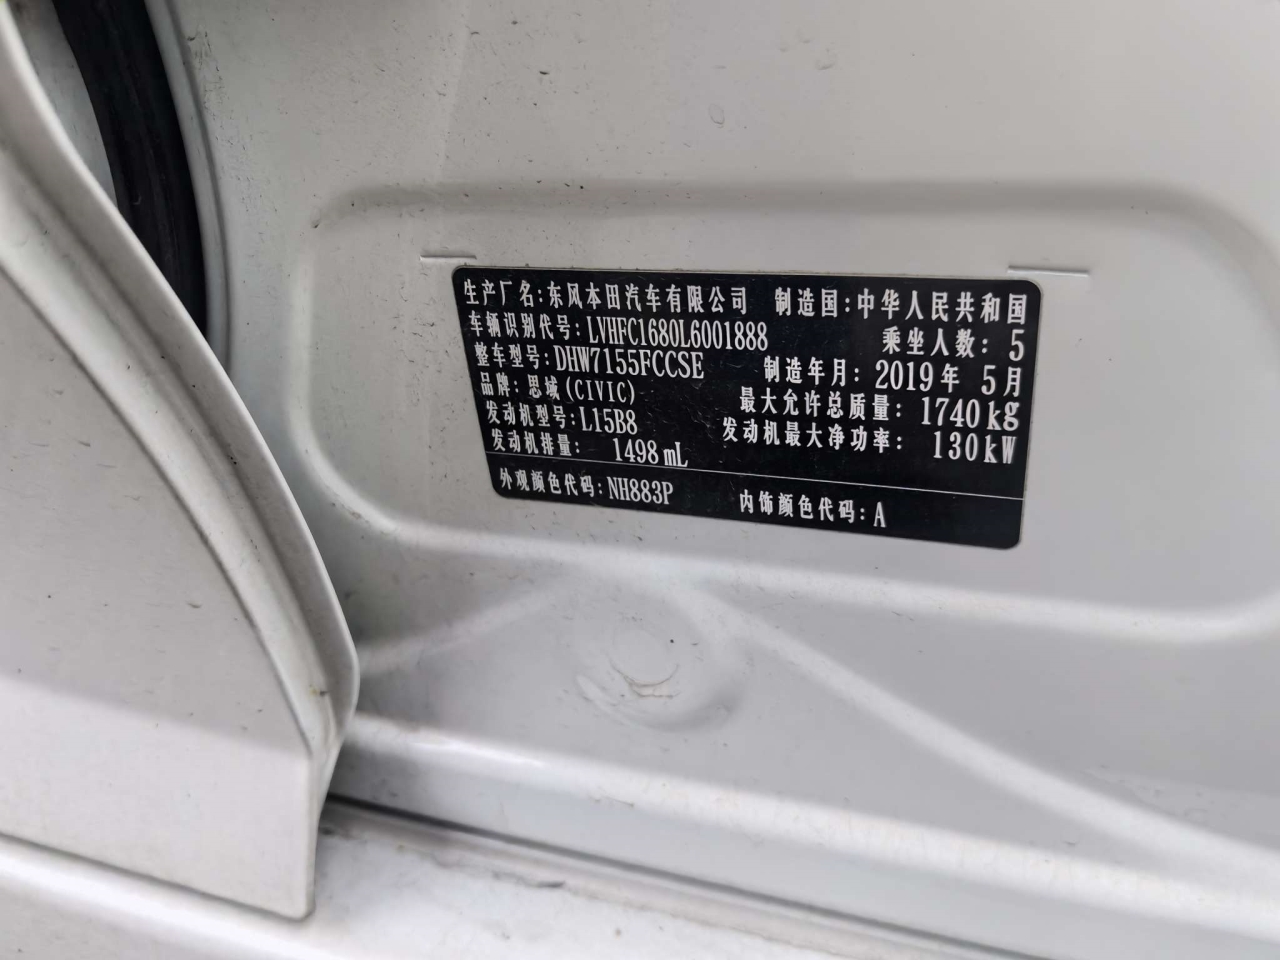 生产厂名:东风本田汽车有限公司 制造国:中华人民共和国
车辆识别代号:LVHFC1680L6001888 乘坐人数: 5
整车型号:DHW7155FCCSE 制造年月: 2019年 5月
品牌: 思域(CIVIC) 最大允许总质量: 1740kg
发动机型号:L15B8 发动机最大净功率: 130kW
发动机排量: 1498mL
外观颜色代码:NH883P 内饰颜色代码:A